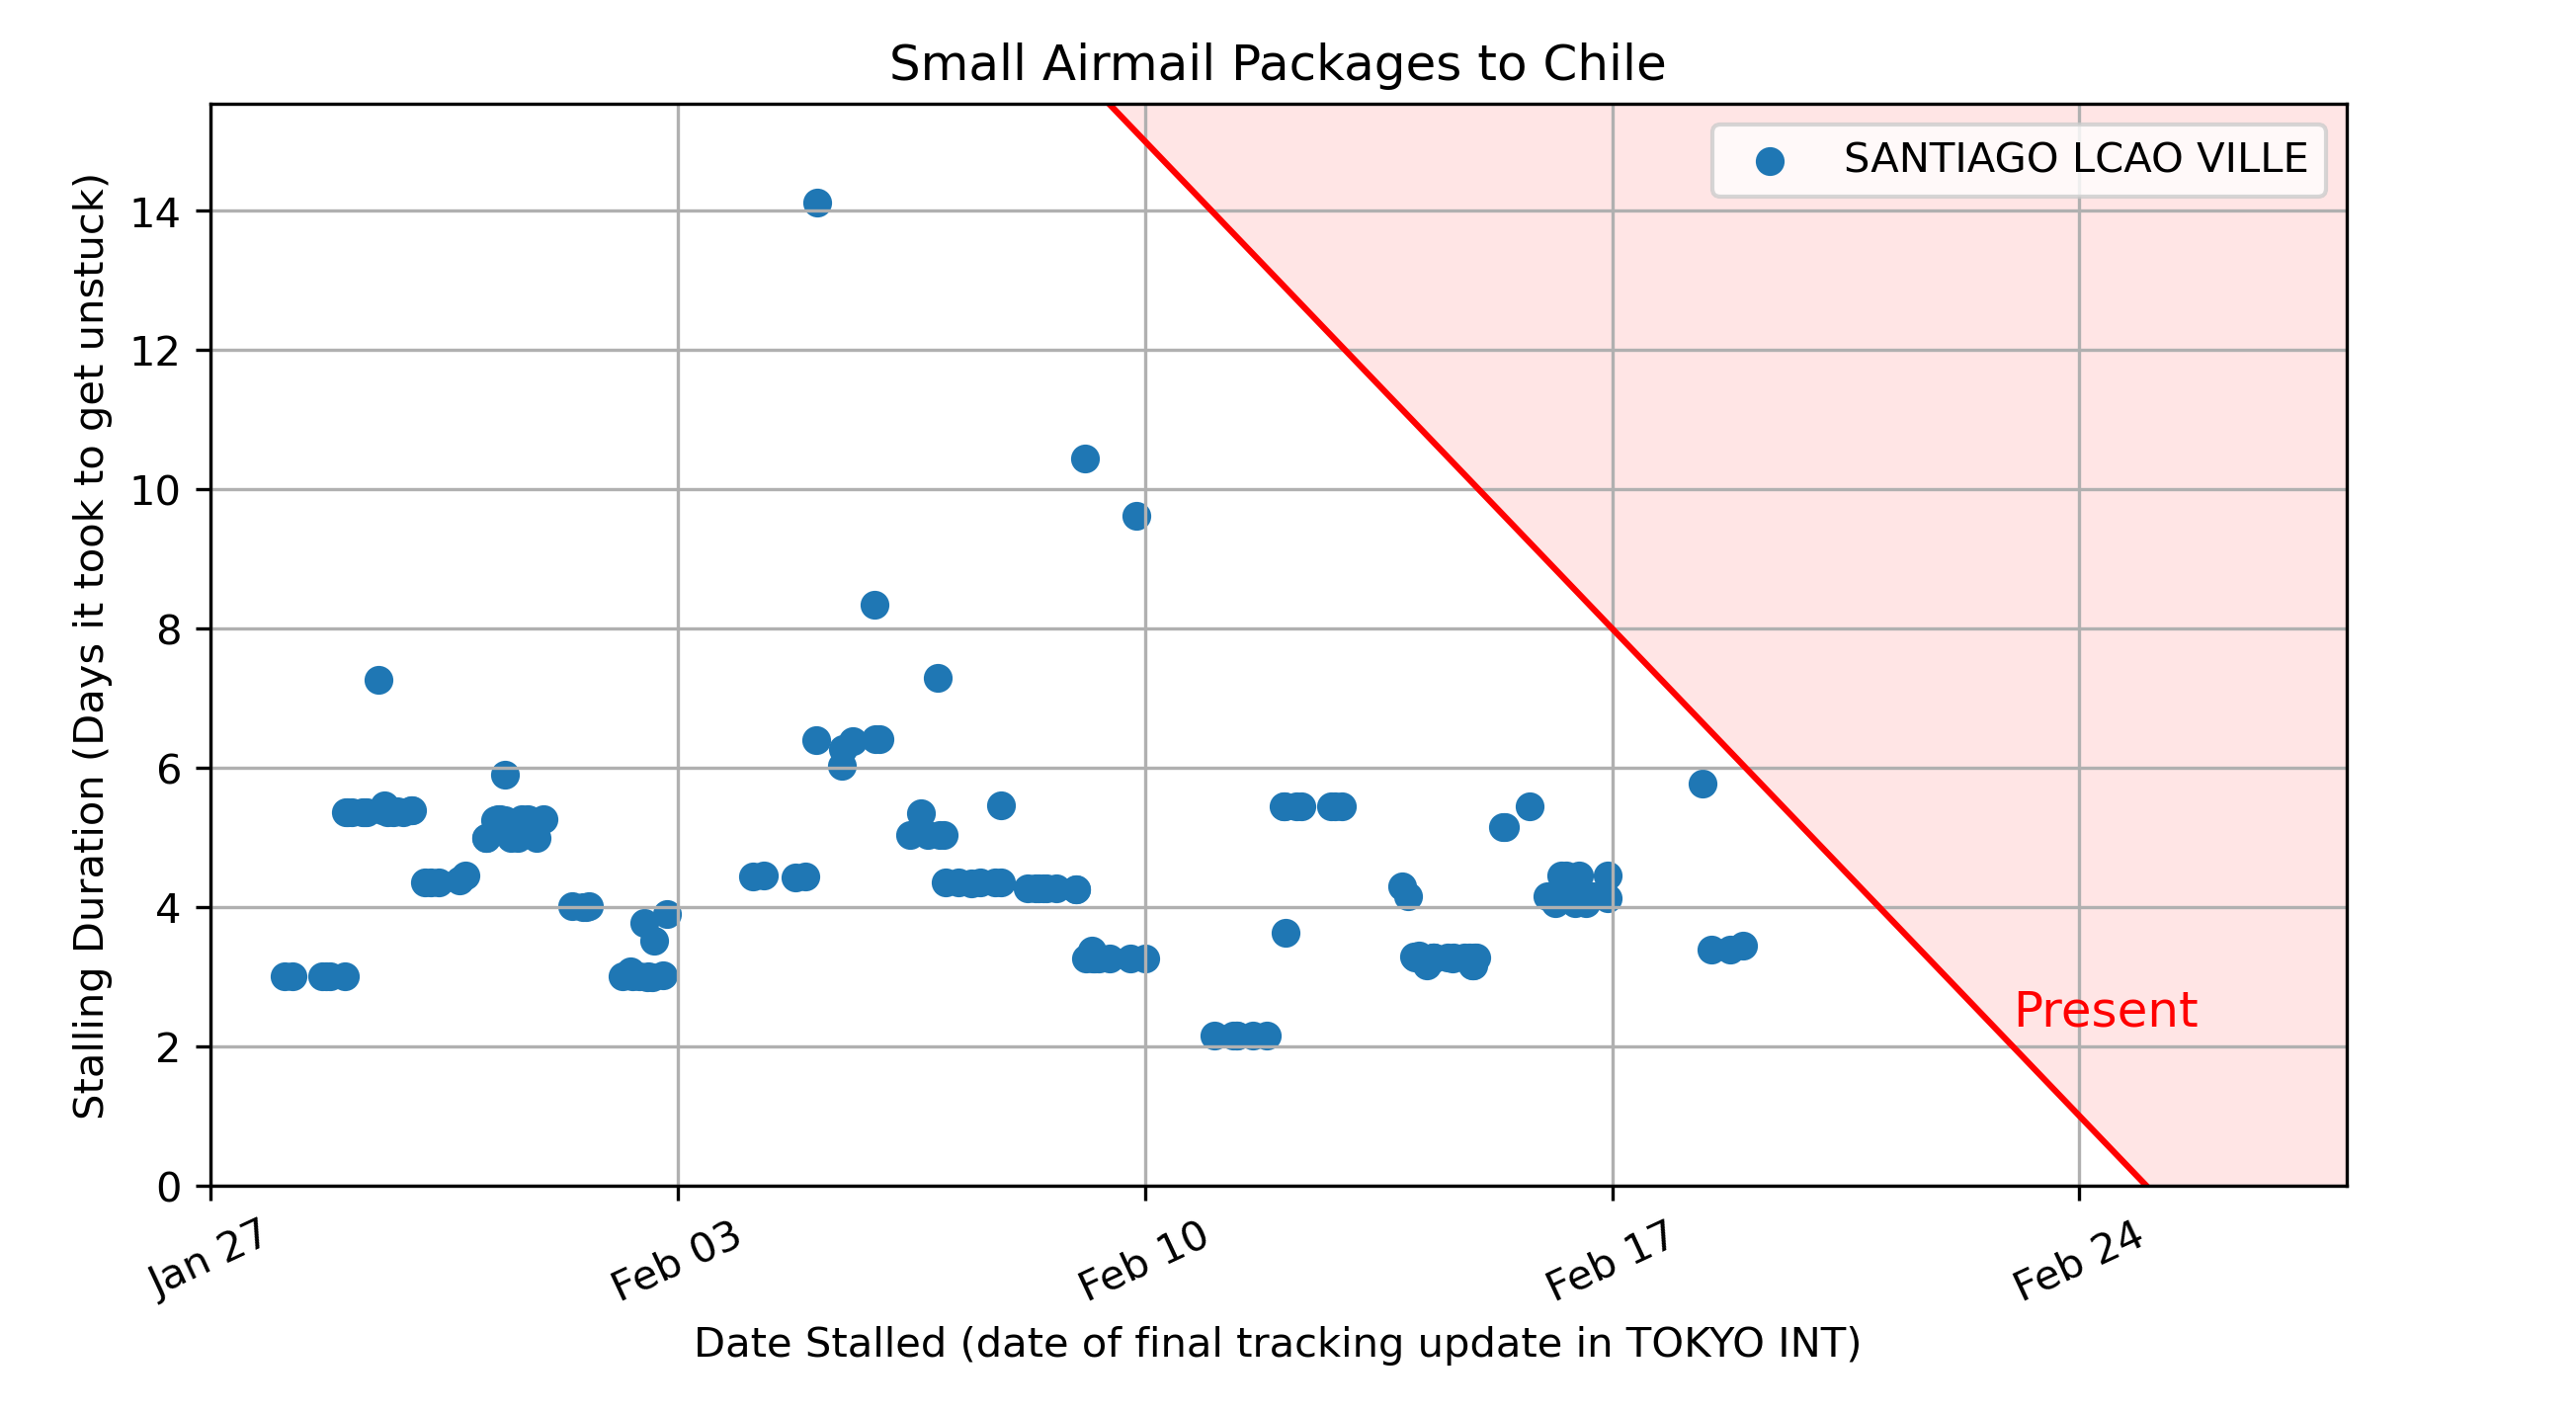 Small Airmail Packages to Chile
SANTIAGO LCAO VILLE
Stalling Duration (Days it took to get unstuck)
14
12
10
8
6
4
2
0
Present
Jan 27
Feb 03
Feb 10
Feb 17
Feb 24
Date Stalled (date of final tracking update in TOKYO INT)